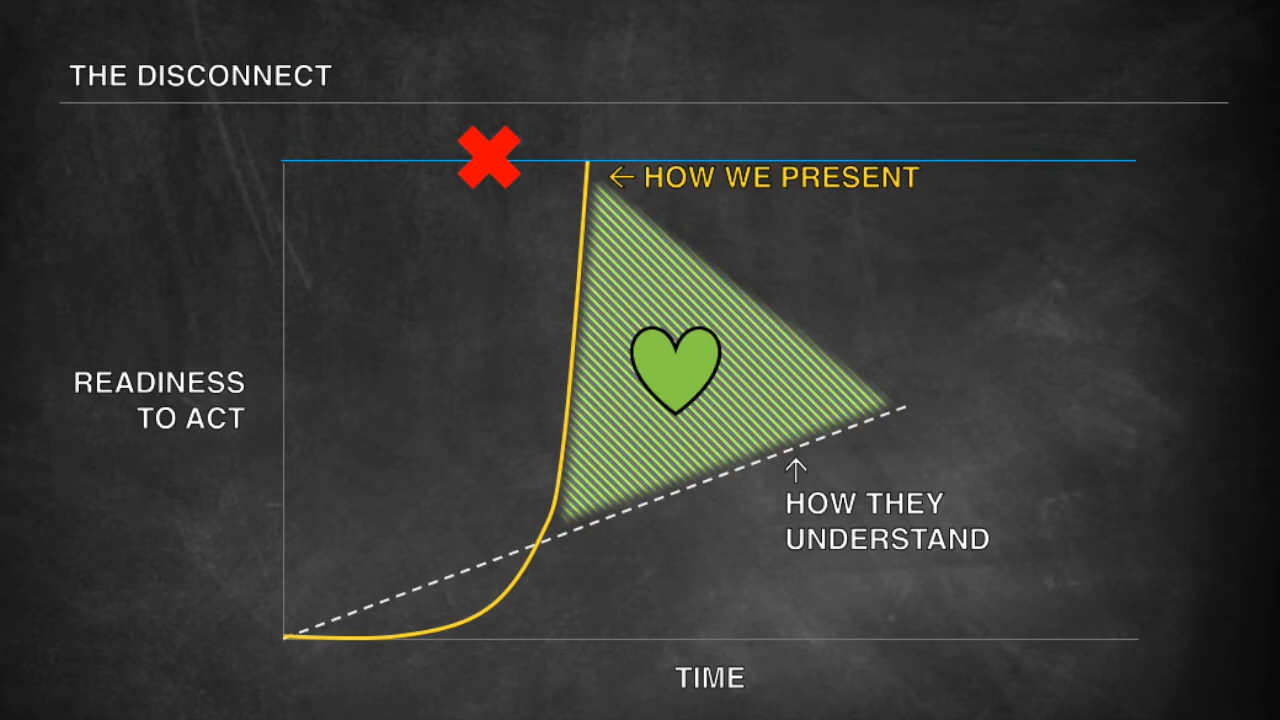 THE DISCONNECT
← HOW WE PRESENT
READINESS
TO ACT
↑
HOW THEY
UNDERSTAND
TIME